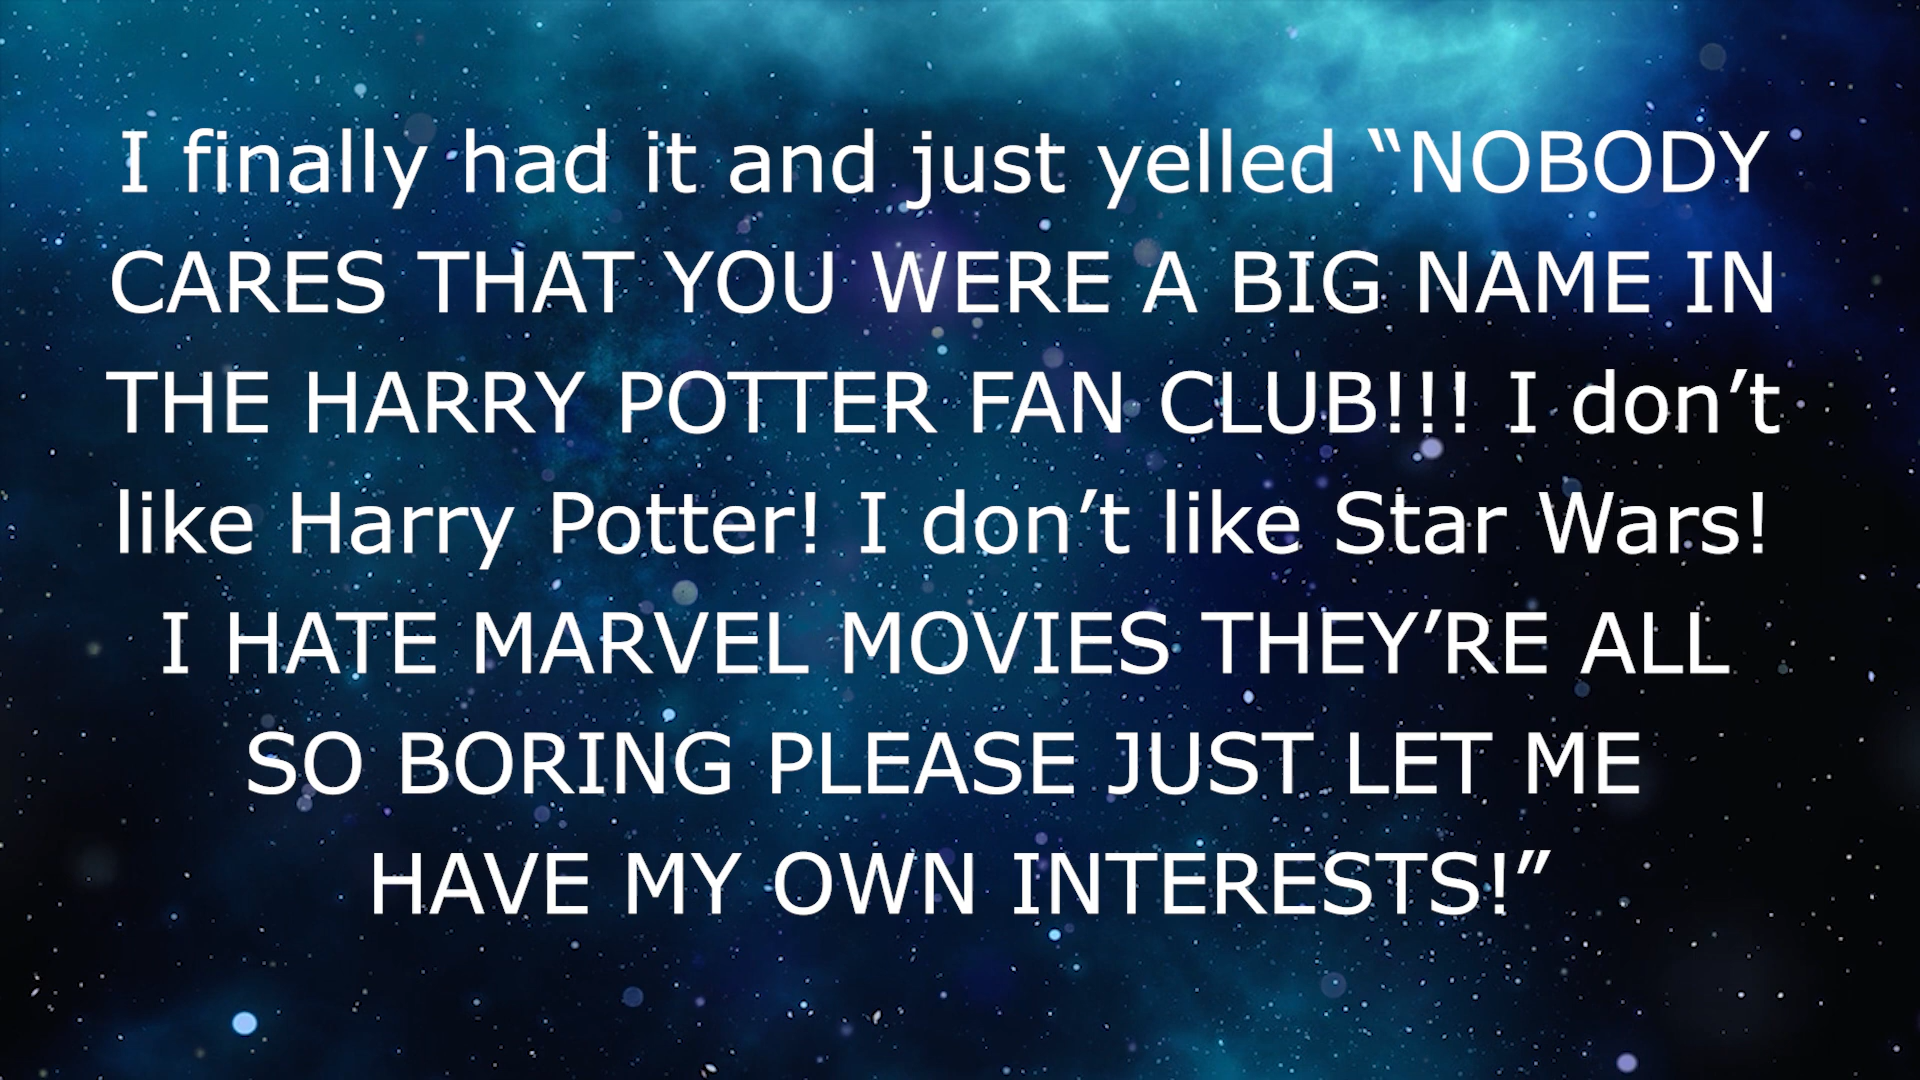 I finally had it and just yelled “NOBODY
CARES THAT YOU WERE A BIG NAME IN
THE HARRY POTTER FAN CLUB!!! I don’t
like Harry Potter! I don’t like Star Wars!
I HATE MARVEL MOVIES THEY’RE ALL
SO BORING PLEASE JUST LET ME
HAVE MY OWN INTERESTS!”